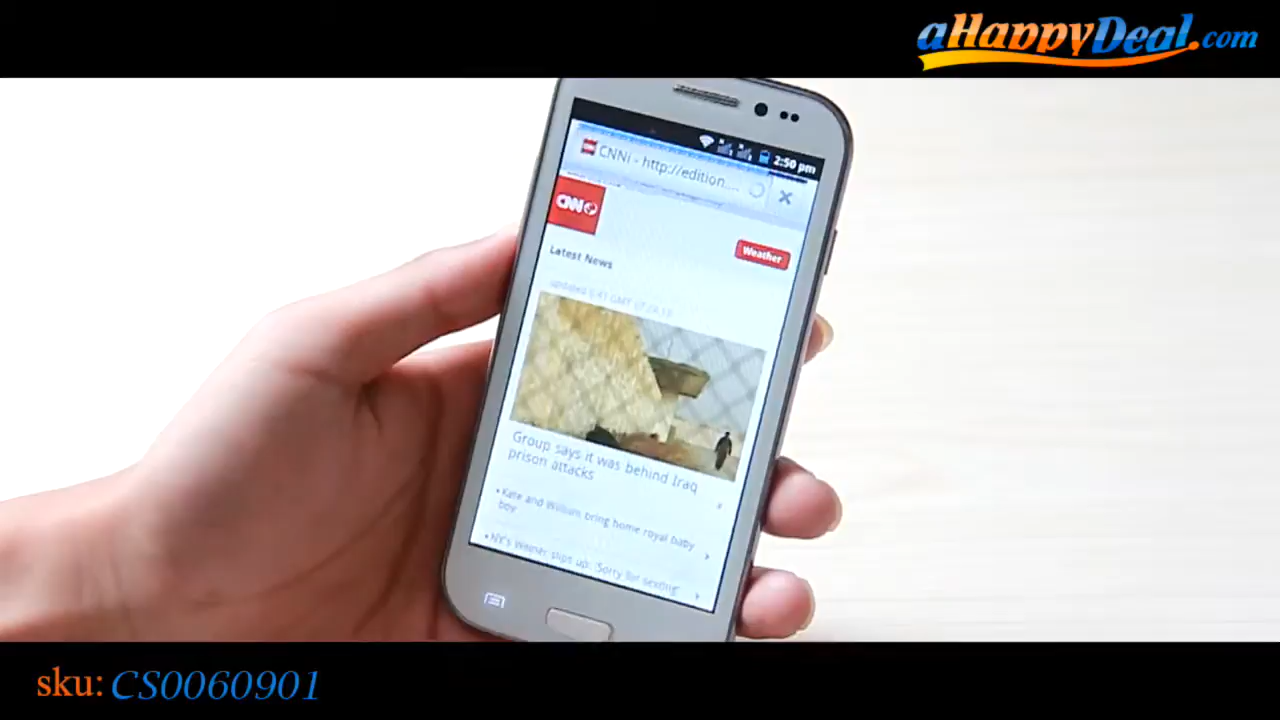 aHappyDeal.com
2:50 pm
CNNi - http://edition....
CNN
Weather
Latest News
Group says it was behind Iraq
prison attacks
• Kate and William bring home royal baby
boy
• NY's Weiner slips up: 'Sorry for sexting'
sku: CS0060901